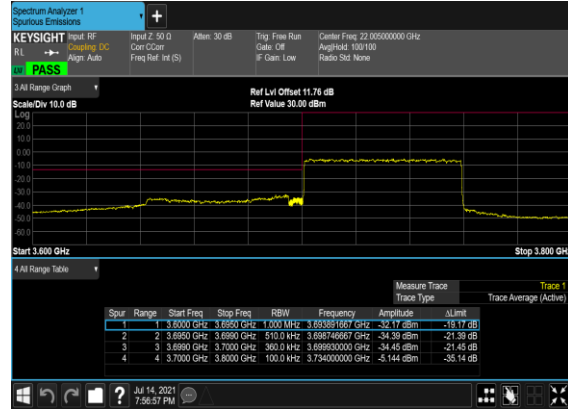 Spectrum Analyzer 1
Spurious Emissions
+
KEYSIGHT Input: RF Input Z: 50 Ω Atten: 30 dB Trig: Free Run Center Freq: 22.005000000 GHz
RL Coupling: DC Corr CCorr Gate: Off Avg|Hold: 100/100
Align: Auto Freq Ref: Int (S) IF Gain: Low Radio Std: None
PASS
3 All Range Graph Ref Lvl Offset 11.76 dB
Scale/Div 10.0 dB Ref Value 30.00 dBm
Log
20.0
10.0
0.00
-10.0
-20.0
-30.0
-40.0
-50.0
-60.0
Start 3.600 GHz Stop 3.800 GHz
4 All Range Table
Measure Trace Trace 1
Trace Type Trace Average (Active)
Spur Range Start Freq Stop Freq RBW Frequency Amplitude ΔLimit
1 1 3.6000 GHz 3.6950 GHz 1.000 MHz 3.693891667 GHz -32.17 dBm -19.17 dB
2 2 3.6950 GHz 3.6990 GHz 510.0 kHz 3.698746667 GHz -34.39 dBm -21.39 dB
3 3 3.6990 GHz 3.7000 GHz 360.0 kHz 3.699930000 GHz -34.45 dBm -21.45 dB
4 4 3.7000 GHz 3.8000 GHz 100.0 kHz 3.734000000 GHz -5.144 dBm -35.14 dB
? Jul 14, 2021
7:56:57 PM